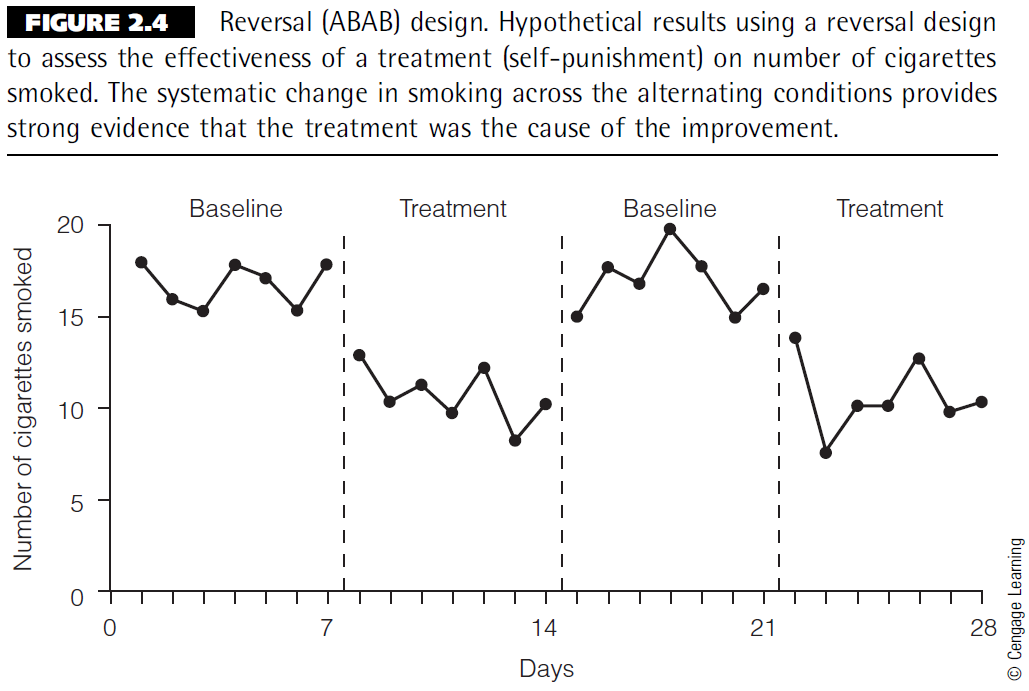 FIGURE 2.4 Reversal (ABAB) design. Hypothetical results using a reversal design
to assess the effectiveness of a treatment (self-punishment) on number of cigarettes
smoked. The systematic change in smoking across the alternating conditions provides
strong evidence that the treatment was the cause of the improvement.
Baseline Treatment Baseline Treatment
Number of cigarettes smoked
20
15
10
5
0
0 7 14 21 28
Days
© Cengage Learning